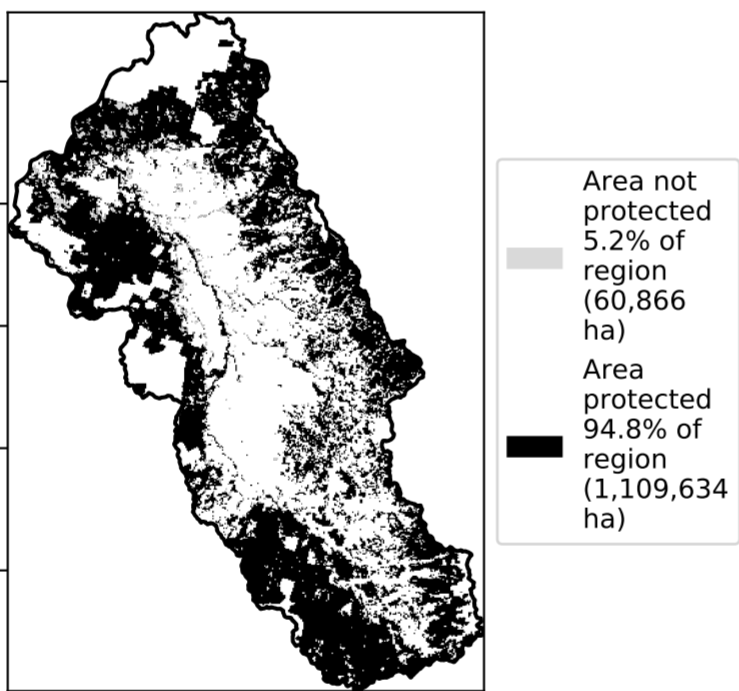 Area not
protected
5.2% of
region
(60,866
ha)
Area
protected
94.8% of
region
(1,109,634
ha)